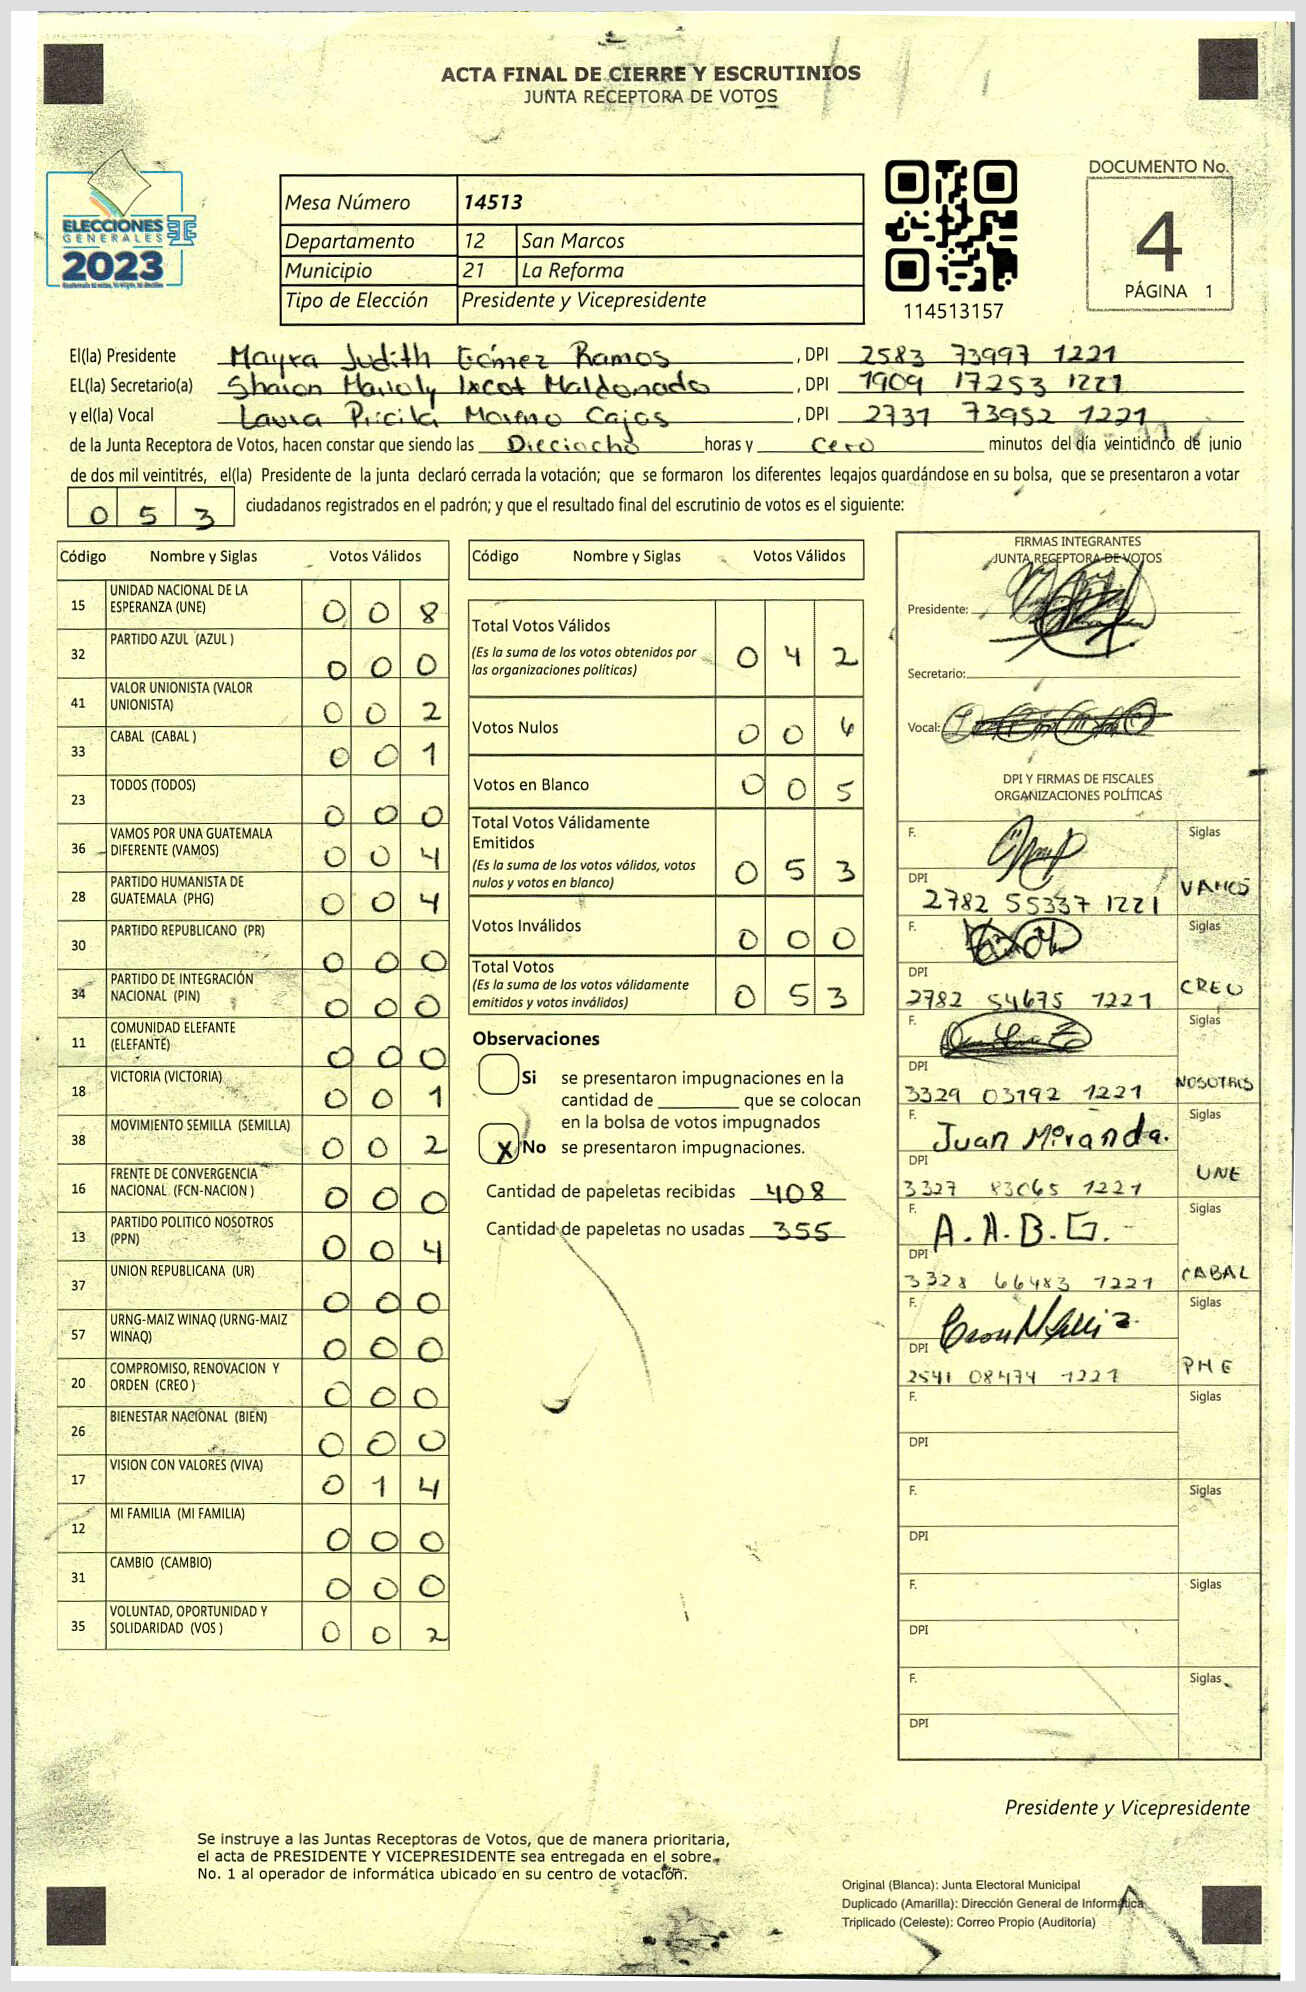 ACTA FINAL DE CIERRE Y ESCRUTINIOS
JUNTA RECEPTORA DE VOTOS
ELECCIONES
GENERALES
2023
Mesa Número 14513
Departamento 12 San Marcos
Municipio 21 La Reforma
Tipo de Elección Presidente y Vicepresidente
114513157
DOCUMENTO No.
4
PÁGINA 1
El(la) Presidente Mayra Judith Gómez Ramos, DPI 2583 73997 1221
EL(la) Secretario(a) Sharon Ixcot Maldonado, DPI 1909 17253 1221
y el(la) Vocal Laura Pricila Moreno Cajas, DPI 2731 73952 1221
de la Junta Receptora de Votos, hacen constar que siendo las Dieciocho horas y Cero minutos del día veinticinco de junio
de dos mil veintitrés, el(la) Presidente de la junta declaró cerrada la votación; que se formaron los diferentes legajos guardándose en su bolsa, que se presentaron a votar
0 5 3 ciudadanos registrados en el padrón; y que el resultado final del escrutinio de votos es el siguiente:
Código Nombre y Siglas Votos Válidos
15 UNIDAD NACIONAL DE LA ESPERANZA (UNE) 0 0 8
32 PARTIDO AZUL (AZUL ) 0 0 0
41 VALOR UNIONISTA (VALOR UNIONISTA) 0 0 2
33 CABAL (CABAL ) 0 0 1
23 TODOS (TODOS) 0 0 0
36 VAMOS POR UNA GUATEMALA DIFERENTE (VAMOS) 0 0 4
28 PARTIDO HUMANISTA DE GUATEMALA (PHG) 0 0 4
30 PARTIDO REPUBLICANO (PR) 0 0 0
34 PARTIDO DE INTEGRACIÓN NACIONAL (PIN) 0 0 0
11 COMUNIDAD ELEFANTE (ELEFANTE) 0 0 0
18 VICTORIA (VICTORIA) 0 0 1
38 MOVIMIENTO SEMILLA (SEMILLA) 0 0 2
16 FRENTE DE CONVERGENCIA NACIONAL (FCN-NACION ) 0 0 0
13 PARTIDO POLITICO NOSOTROS (PPN) 0 0 4
37 UNION REPUBLICANA (UR) 0 0 0
57 URNG-MAIZ WINAQ (URNG-MAIZ WINAQ) 0 0 0
20 COMPROMISO, RENOVACION Y ORDEN (CREO ) 0 0 0
26 BIENESTAR NACIONAL (BIEN) 0 0 0
17 VISION CON VALORES (VIVA) 0 1 4
12 MI FAMILIA (MI FAMILIA) 0 0 0
31 CAMBIO (CAMBIO) 0 0 0
35 VOLUNTAD, OPORTUNIDAD Y SOLIDARIDAD (VOS ) 0 0 2
Código Nombre y Siglas Votos Válidos
Total Votos Válidos 0 4 2
(Es la suma de los votos obtenidos por
las organizaciones políticas)
Votos Nulos 0 0 6
Votos en Blanco 0 0 5
Total Votos Válidamente
Emitidos 0 5 3
(Es la suma de los votos válidos, votos
nulos y votos en blanco)
Votos Inválidos 0 0 0
Total Votos 0 5 3
(Es la suma de los votos válidamente
emitidos y votos inválidos)
Observaciones
Si se presentaron impugnaciones en la
cantidad de ________ que se colocan
en la bolsa de votos impugnados
X No se presentaron impugnaciones.
Cantidad de papeletas recibidas 408
Cantidad de papeletas no usadas 355
FIRMAS INTEGRANTES
JUNTA RECEPTORA DE VOTOS
Presidente:
Secretario:
Vocal:
DPI Y FIRMAS DE FISCALES
ORGANIZACIONES POLÍTICAS
F. Siglas
DPI 2782 55337 1221 VAMOS
F. Siglas
DPI 2782 54675 1221 CREO
F. Siglas
DPI 3329 03192 1221 NOSOTROS
F. Juan Miranda. Siglas
DPI 3327 83065 1221 UNE
F. A.A.B.G. Siglas
DPI 3328 66483 1221 CABAL
F. Siglas
DPI 2541 08474 1221 PHE
F. Siglas
DPI
F. Siglas
DPI
F. Siglas
DPI
F. Siglas
DPI
Presidente y Vicepresidente
Se instruye a las Juntas Receptoras de Votos, que de manera prioritaria,
el acta de PRESIDENTE Y VICEPRESIDENTE sea entregada en el sobre
No. 1 al operador de informática ubicado en su centro de votación.
Original (Blanca): Junta Electoral Municipal
Duplicado (Amarilla): Dirección General de Informática
Triplicado (Celeste): Correo Propio (Auditoría)